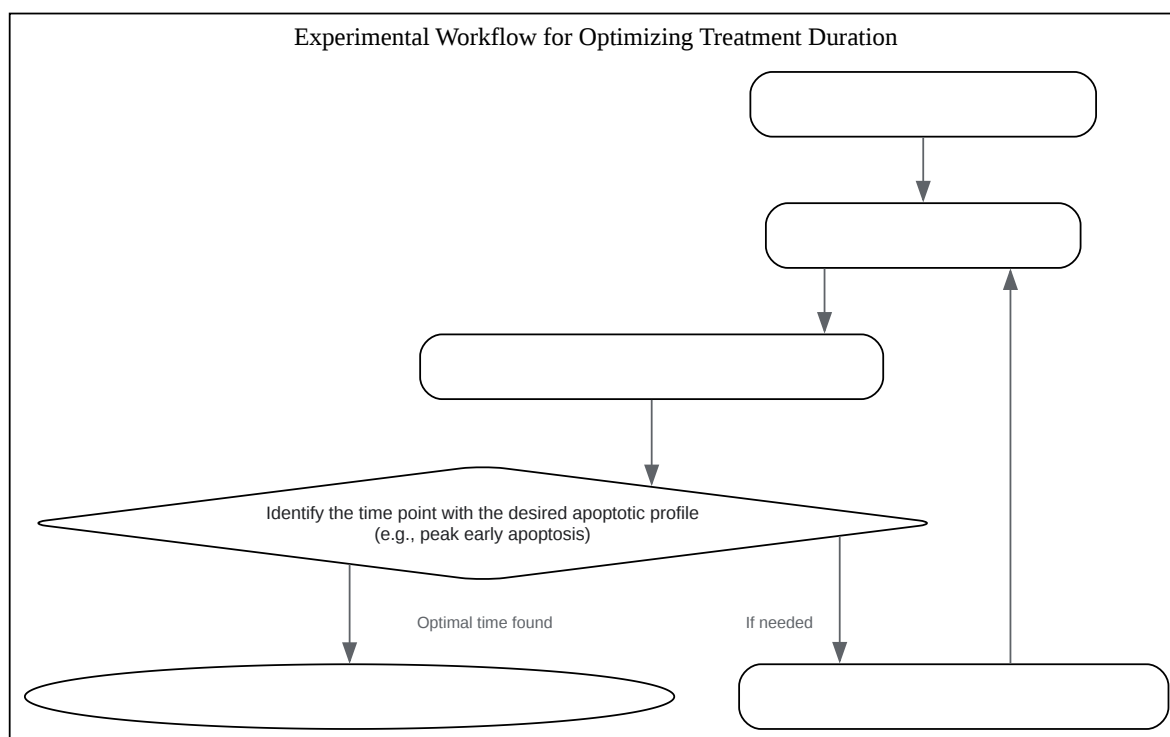 Experimental Workflow for Optimizing Treatment Duration
Identify the time point with the desired apoptotic profile
(e.g., peak early apoptosis)
Optimal time found
If needed